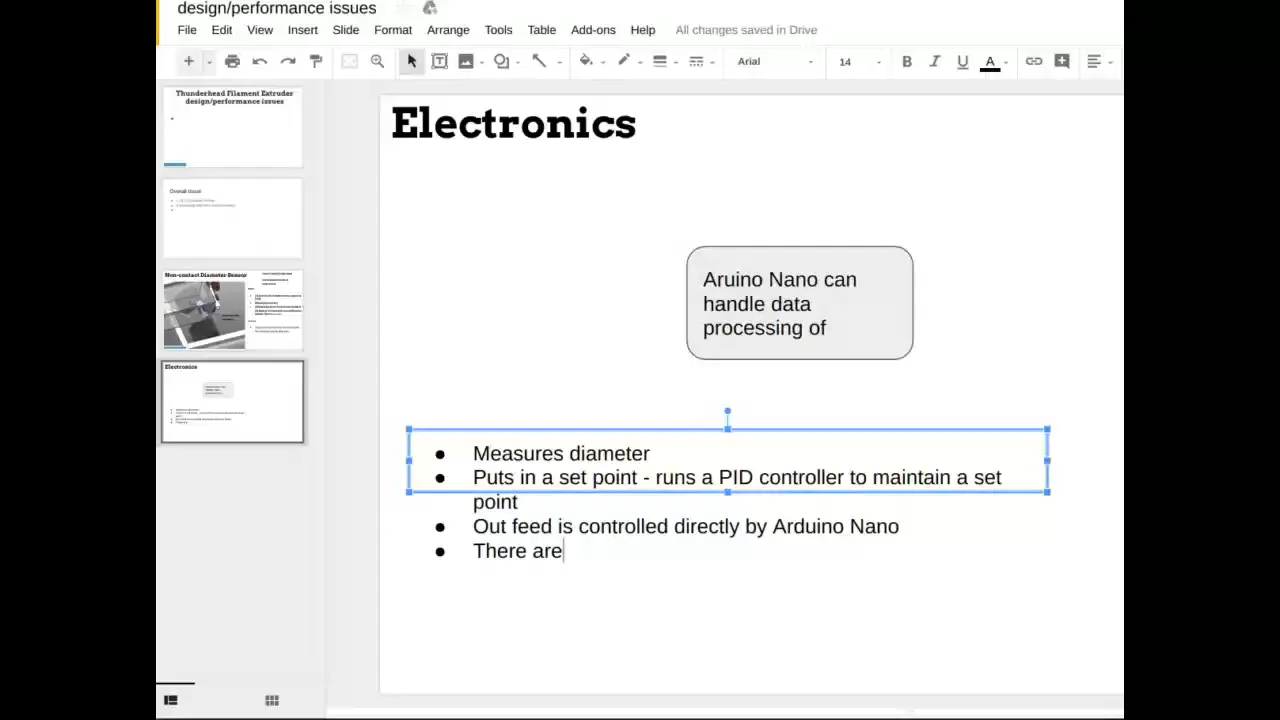 design/performance issues
File Edit View Insert Slide Format Arrange Tools Table Add-ons Help All changes saved in Drive
Arial 14 B I U A
Thunderhead Filament Extruder
design/performance issues
Overall issue
Non-contact Diameter Sensor
Electronics
Electronics
Aruino Nano can
handle data
processing of
● Measures diameter
● Puts in a set point - runs a PID controller to maintain a set
point
● Out feed is controlled directly by Arduino Nano
● There are